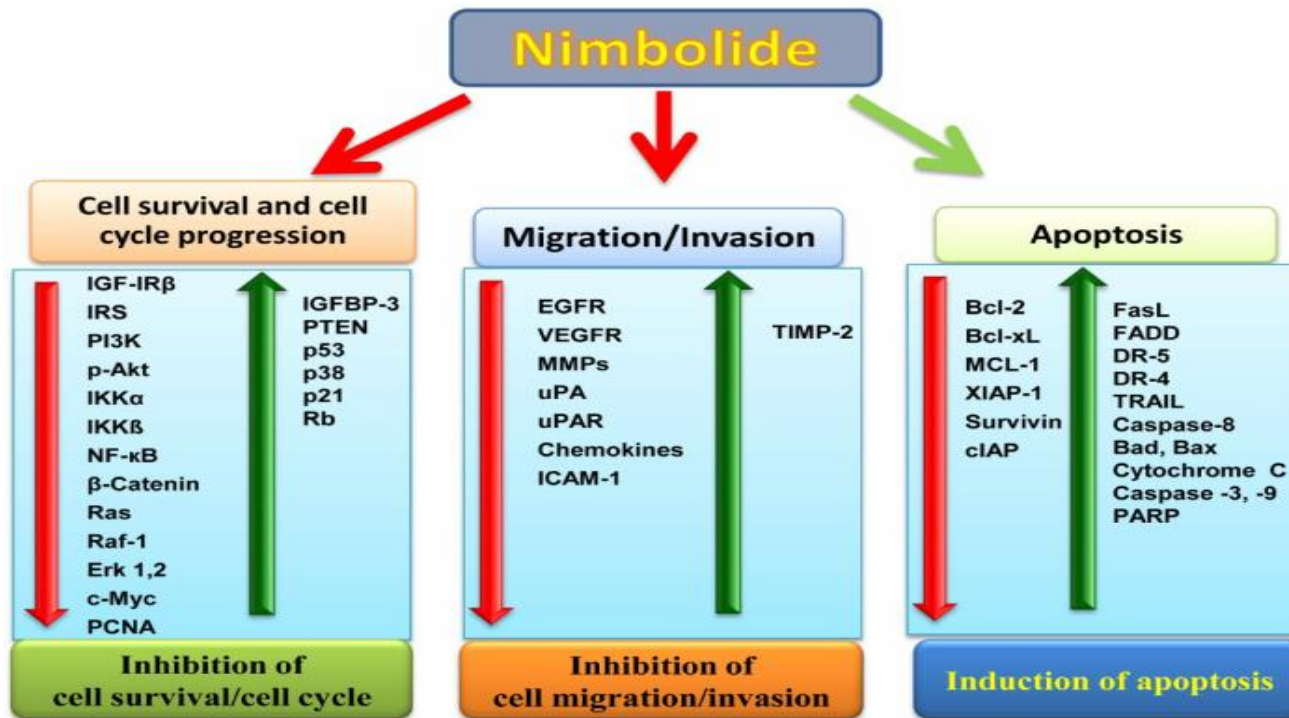 Nimbolide
Cell survival and cell
cycle progression
IGF-IRβ
IRS
PI3K
p-Akt
IKKα
IKKß
NF-κB
β-Catenin
Ras
Raf-1
Erk 1,2
c-Myc
PCNA
IGFBP-3
PTEN
p53
p38
p21
Rb
Inhibition of
cell survival/cell cycle
Migration/Invasion
EGFR
VEGFR
MMPs
uPA
uPAR
Chemokines
ICAM-1
TIMP-2
Inhibition of
cell migration/invasion
Apoptosis
Bcl-2
Bcl-xL
MCL-1
XIAP-1
Survivin
cIAP
FasL
FADD
DR-5
DR-4
TRAIL
Caspase-8
Bad, Bax
Cytochrome C
Caspase -3, -9
PARP
Induction of apoptosis